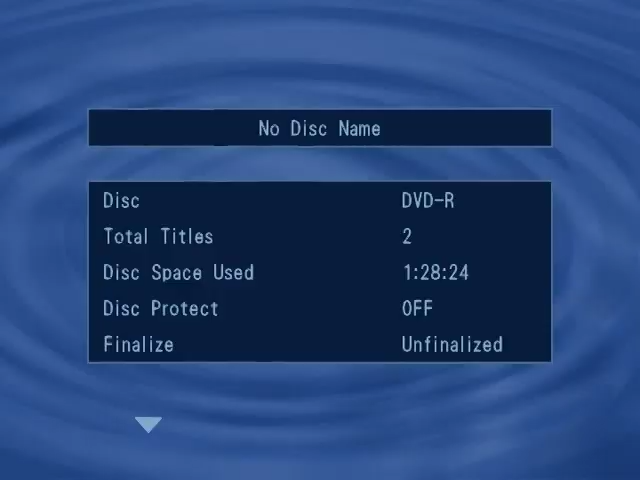 No Disc Name
Disc DVD-R
Total Titles 2
Disc Space Used 1:28:24
Disc Protect OFF
Finalize Unfinalized